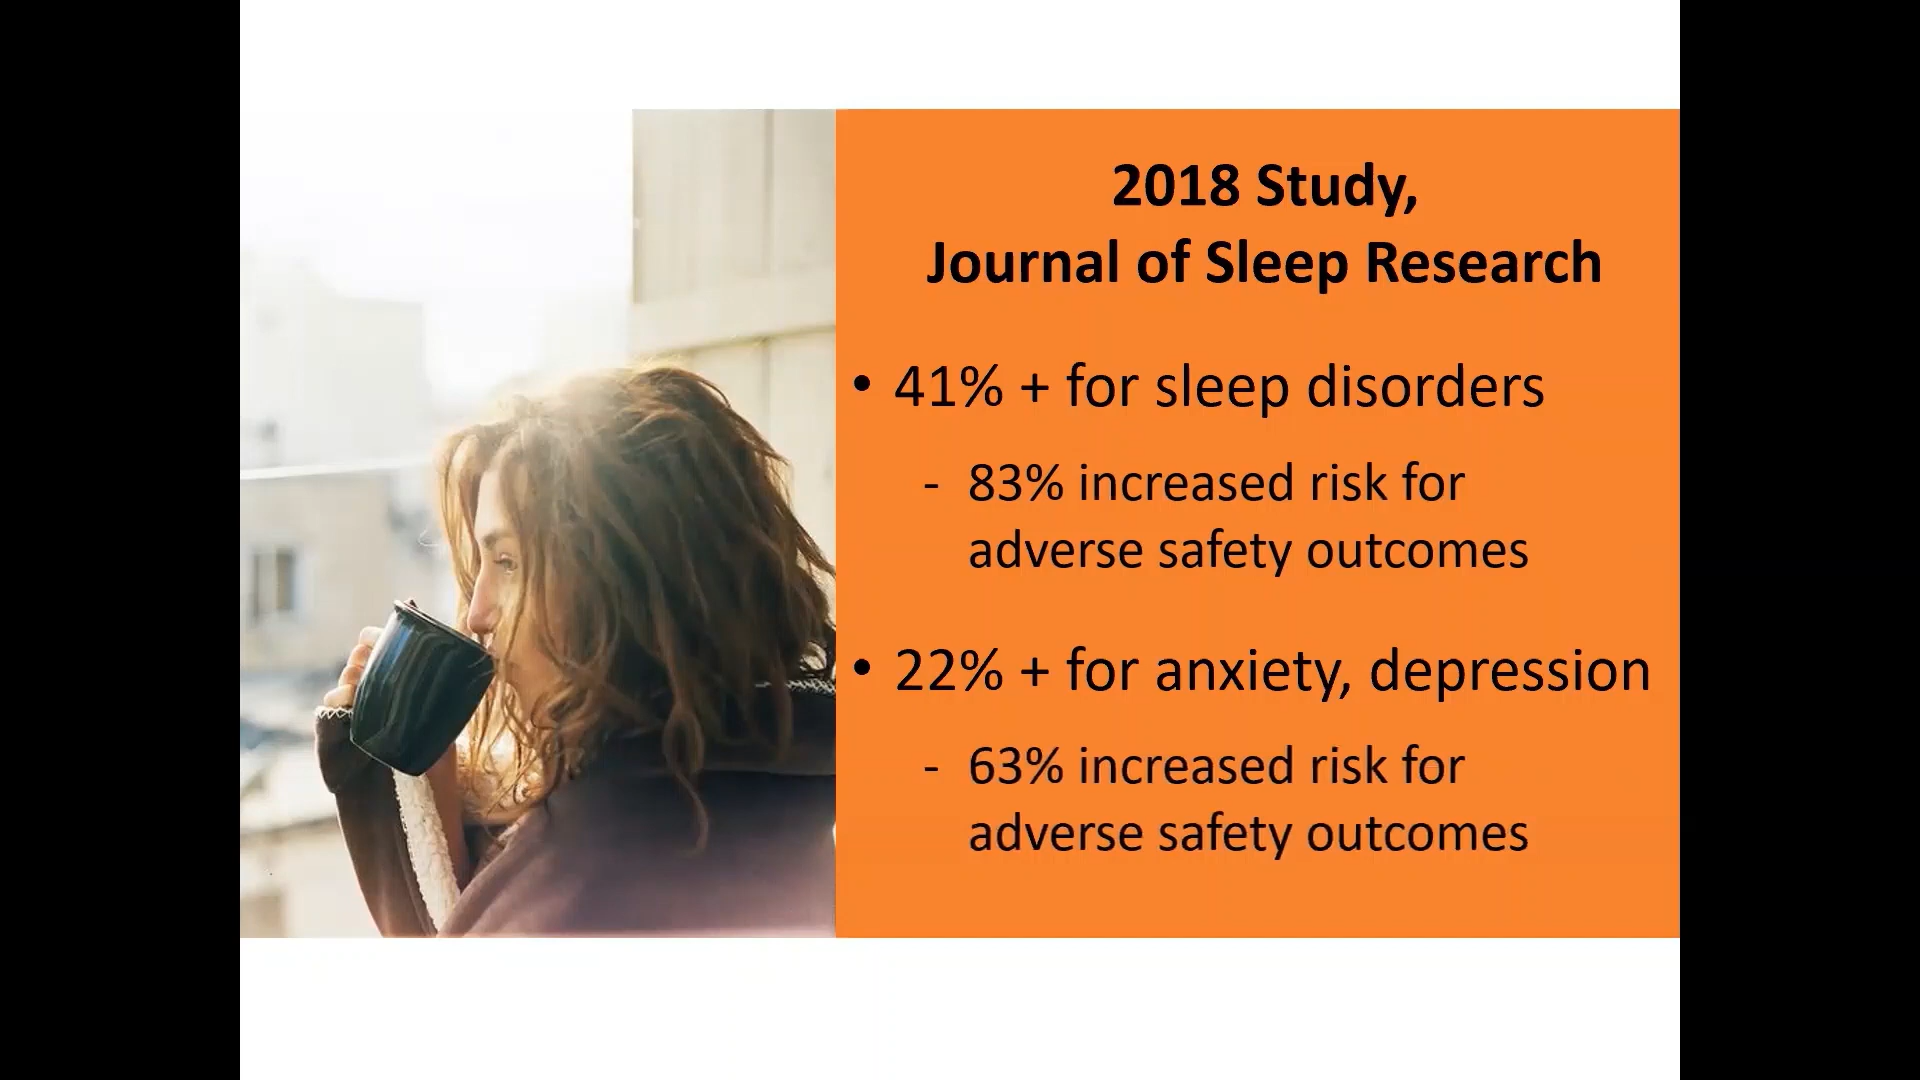 2018 Study,
Journal of Sleep Research
• 41% + for sleep disorders
- 83% increased risk for
adverse safety outcomes
• 22% + for anxiety, depression
- 63% increased risk for
adverse safety outcomes